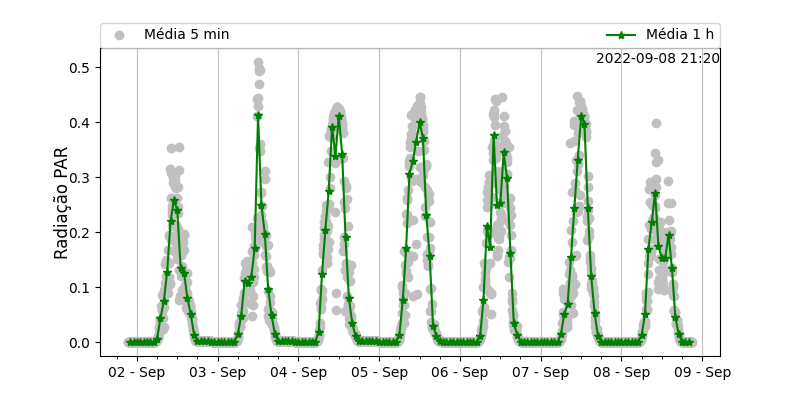 Média 5 min
Média 1 h
2022-09-08 21:20
Radiação PAR
0.5
0.4
0.3
0.2
0.1
0.0
02 - Sep
03 - Sep
04 - Sep
05 - Sep
06 - Sep
07 - Sep
08 - Sep
09 - Sep